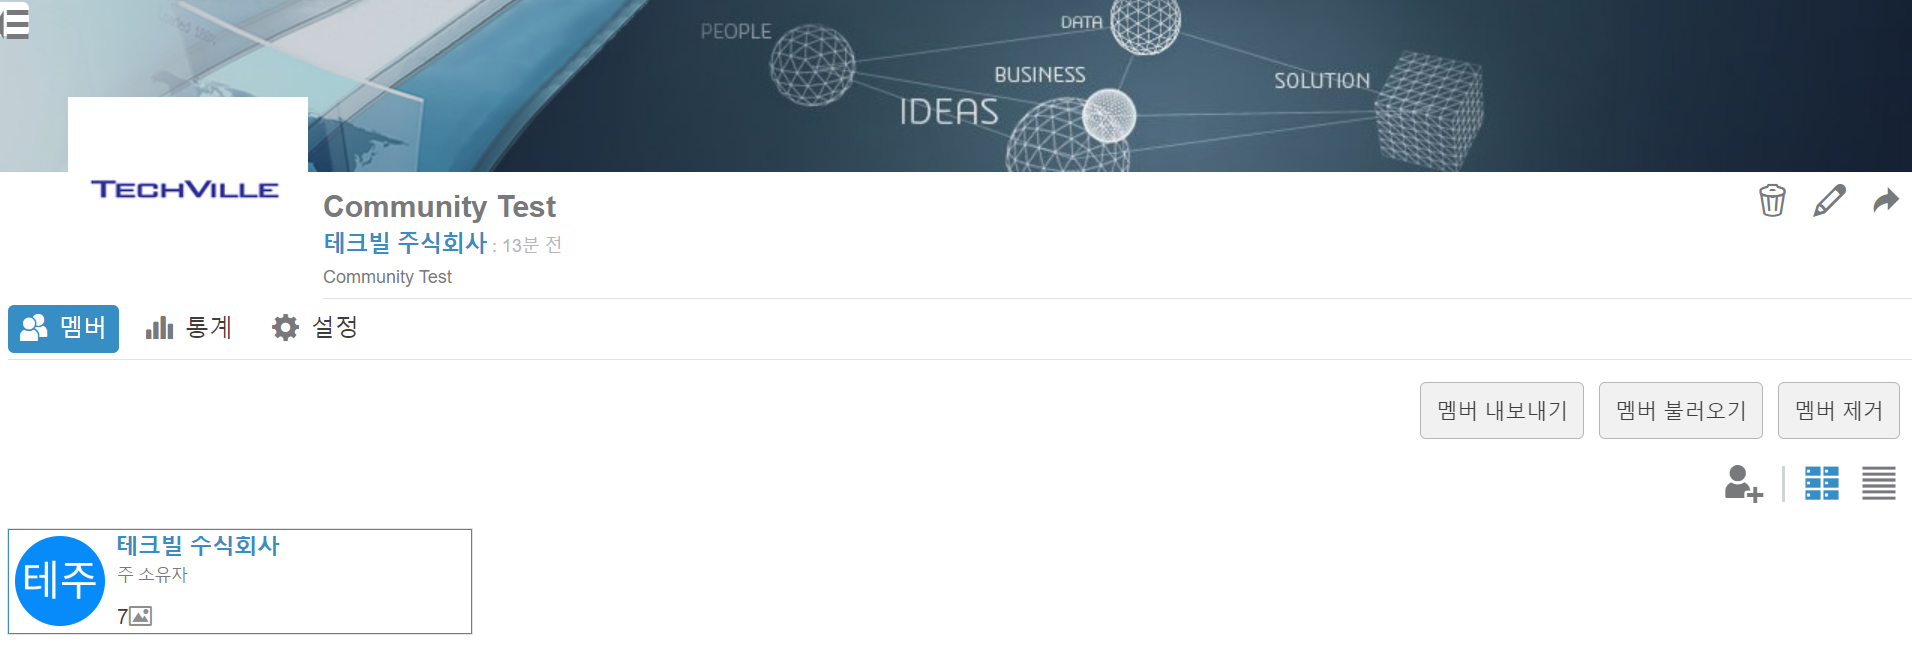 PEOPLE
DATA
BUSINESS
SOLUTION
IDEAS
TECHVILLE
Community Test
테크빌 주식회사 : 13분 전
Community Test
멤버
통계
설정
멤버 내보내기
멤버 불러오기
멤버 제거
테주
테크빌 주식회사
주 소유자
7